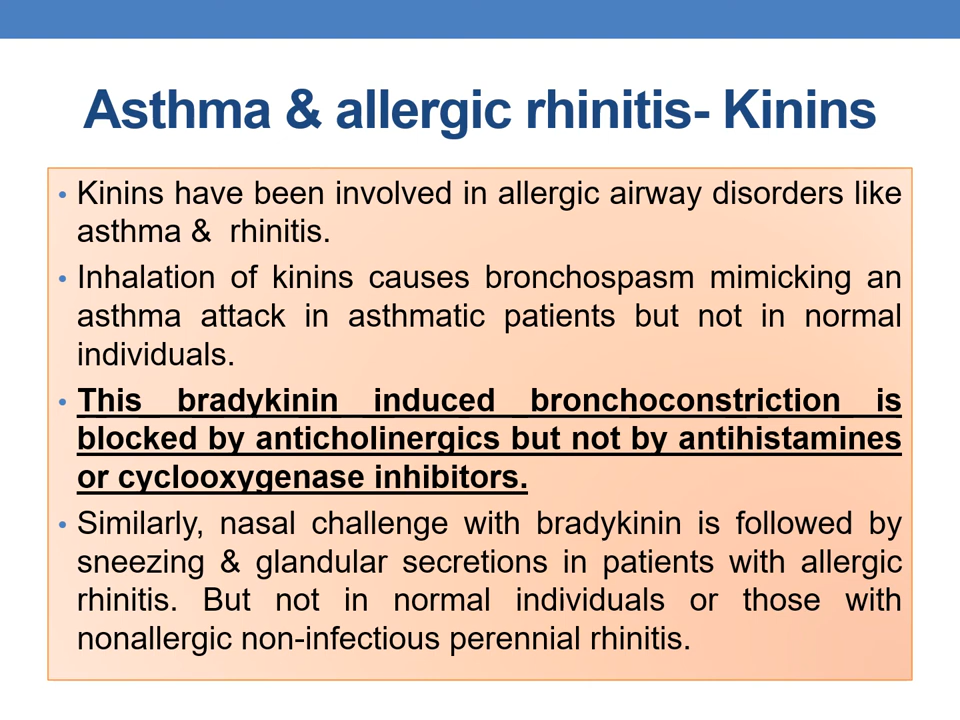 Asthma & allergic rhinitis- Kinins
• Kinins have been involved in allergic airway disorders like
asthma & rhinitis.
• Inhalation of kinins causes bronchospasm mimicking an
asthma attack in asthmatic patients but not in normal
individuals.
• This bradykinin induced bronchoconstriction is
blocked by anticholinergics but not by antihistamines
or cyclooxygenase inhibitors.
• Similarly, nasal challenge with bradykinin is followed by
sneezing & glandular secretions in patients with allergic
rhinitis. But not in normal individuals or those with
nonallergic non-infectious perennial rhinitis.